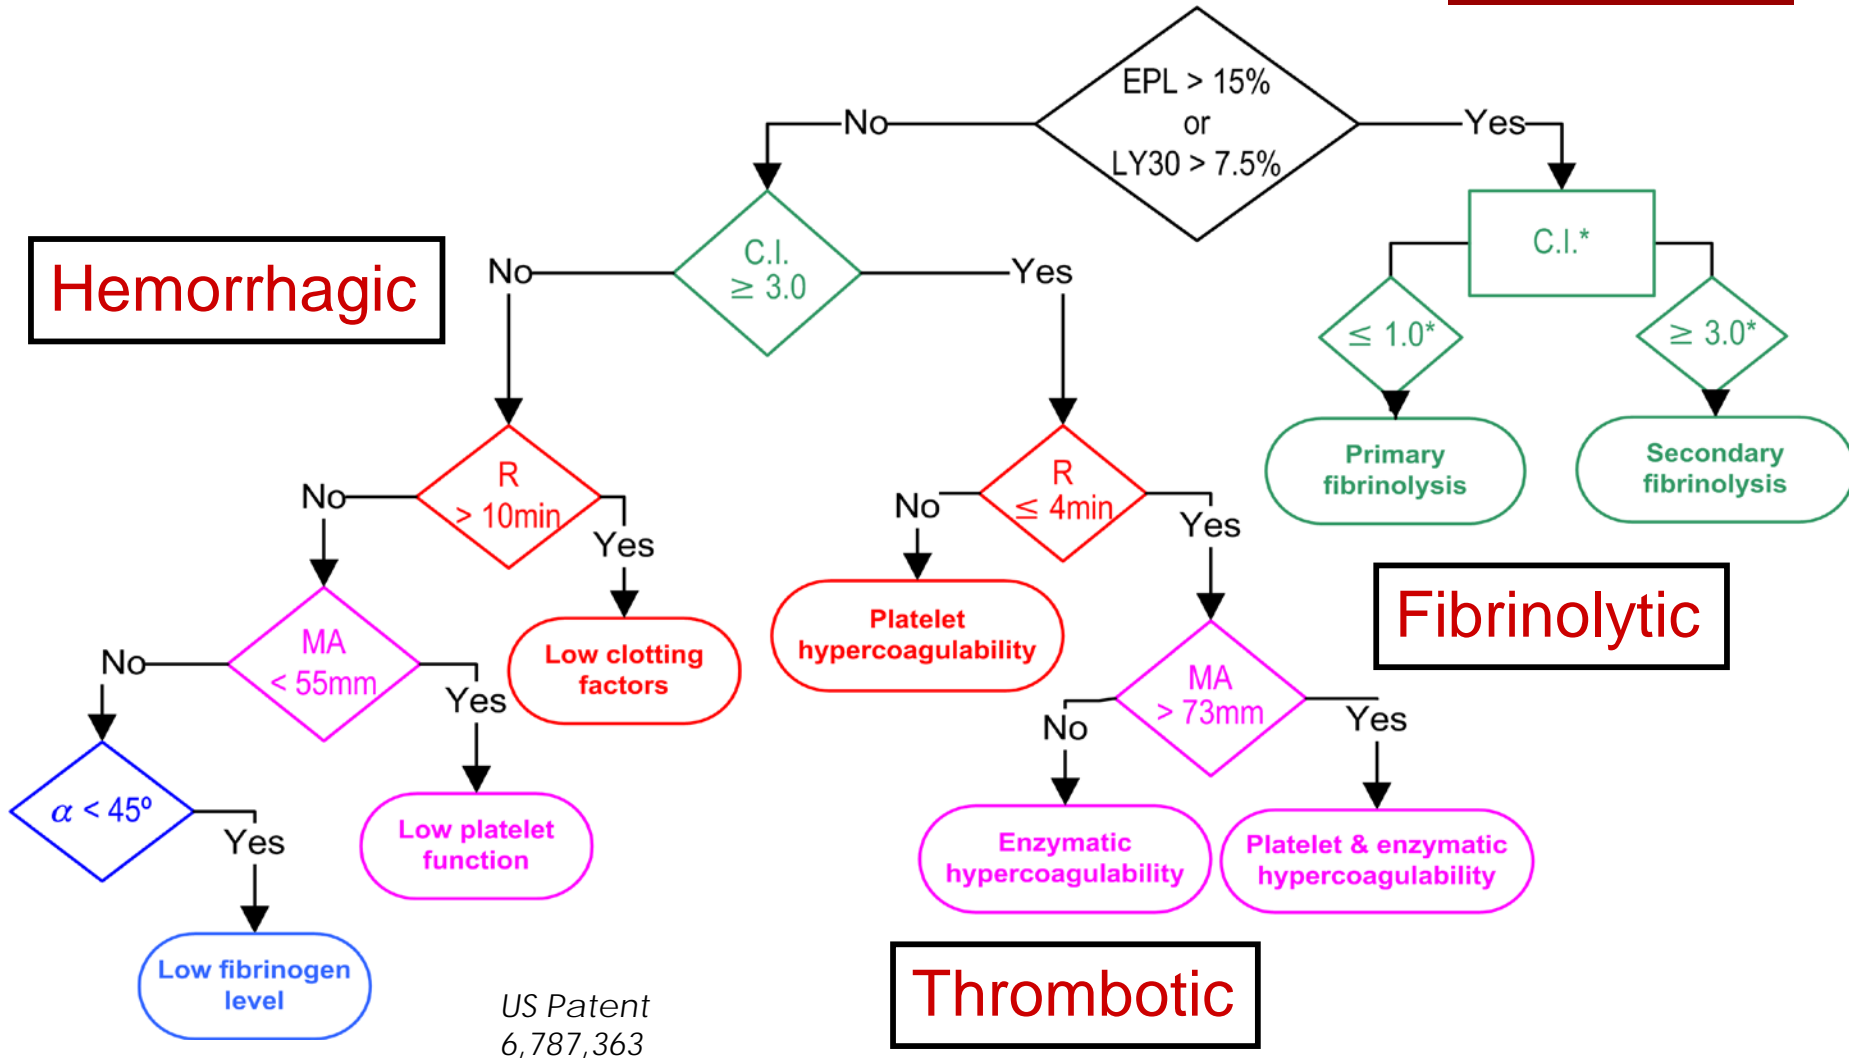 EPL > 15%
or
LY30 > 7.5%
No
Yes
C.I.
≥ 3.0
C.I.*
Hemorrhagic
No
Yes
≤ 1.0*
≥ 3.0*
R
> 10min
No
Yes
R
≤ 4min
No
Yes
Primary
fibrinolysis
Secondary
fibrinolysis
Fibrinolytic
MA
< 55mm
No
Yes
Low clotting
factors
Platelet
hypercoagulability
MA
> 73mm
No
Yes
α < 45º
Yes
Low platelet
function
Enzymatic
hypercoagulability
Platelet & enzymatic
hypercoagulability
Low fibrinogen
level
Thrombotic
US Patent
6,787,363